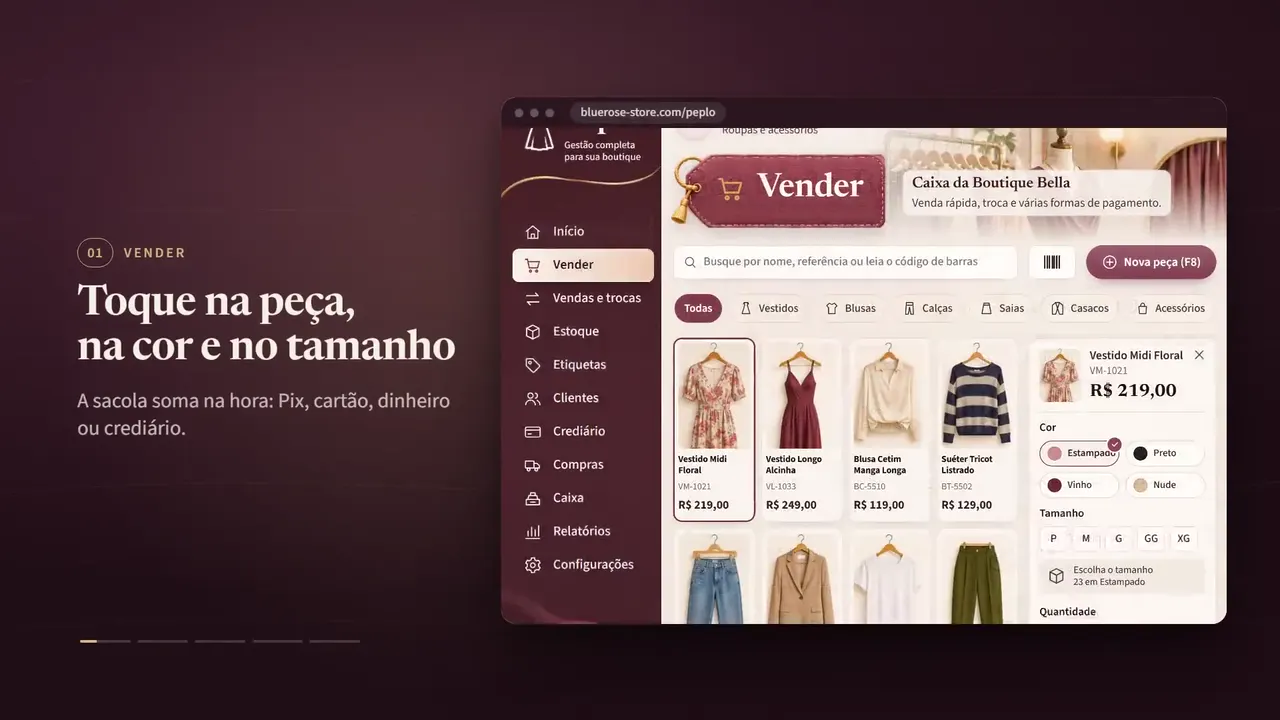 01 VENDER
Toque na peça,
na cor e no tamanho
A sacola soma na hora: Pix, cartão, dinheiro
ou crediário.
bluerose-store.com/peplo
Gestão completa
para sua boutique
Início
Vender
Vendas e trocas
Estoque
Etiquetas
Clientes
Crediário
Compras
Caixa
Relatórios
Configurações
Roupas e acessórios
Vender
Caixa da Boutique Bella
Venda rápida, troca e várias formas de pagamento.
Busque por nome, referência ou leia o código de barras
Nova peça (F8)
Todas
Vestidos
Blusas
Calças
Saias
Casacos
Acessórios
Vestido Midi
Floral
VM-1021
R$ 219,00
Vestido Longo
Alcinha
VL-1033
R$ 249,00
Blusa Cetim
Manga Longa
BC-5510
R$ 119,00
Suéter Tricot
Listrado
BT-5502
R$ 129,00
Vestido Midi Floral
VM-1021
R$ 219,00
Cor
Estampado
Preto
Vinho
Nude
Tamanho
P M G GG XG
Escolha o tamanho
23 em Estampado
Quantidade